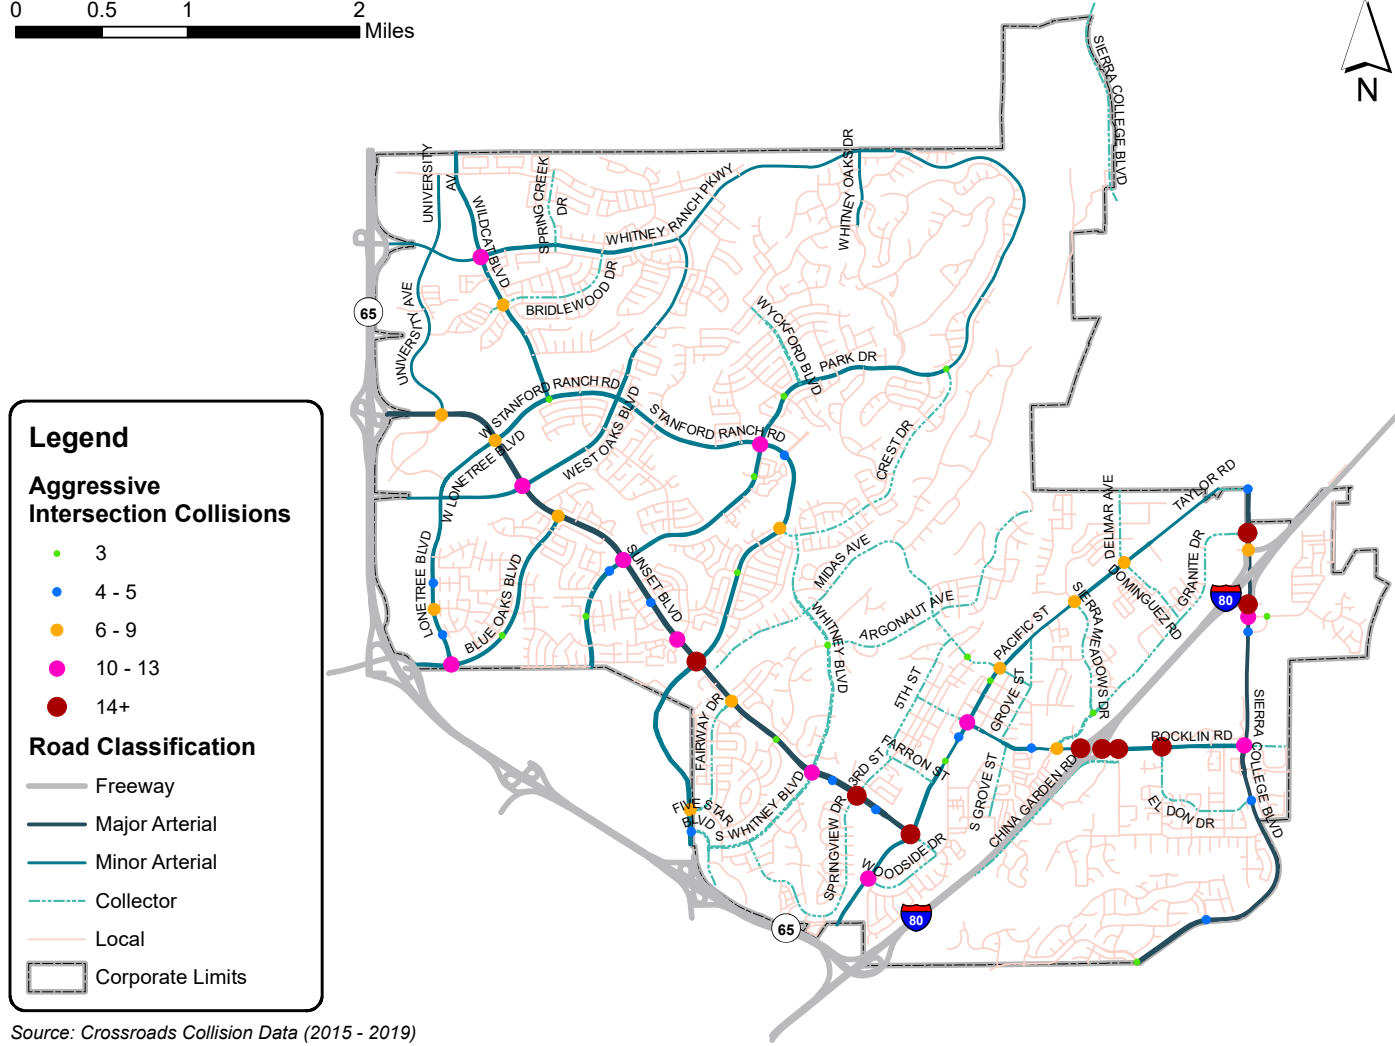 0 0.5 1 2
Miles
N
SIERRA COLLEGE BLVD
UNIVERSITY
AV
WILDCAT BLVD
SPRING CREEK
DR
WHITNEY RANCH PKWY
WHITNEY OAKS DR
BRIDLEWOOD DR
65
UNIVERSITY AVE
WYCKFORD BLVD
PARK DR
W STANFORD RANCH RD
STANFORD RANCH RD
W LONETREE BLVD
WEST OAKS BLVD
CREST DR
TAYLOR RD
DELMAR AVE
DOMINGUEZ RD
GRANITE DR
80
LONETREE BLVD
BLUE OAKS BLVD
SUNSET BLVD
MIDAS AVE
ARGONAUT AVE
WHITNEY BLVD
PACIFIC ST
SIERRA MEADOWS DR
5TH ST
GROVE ST
FAIRWAY DR
FARRON ST
3RD ST
ROCKLIN RD
SIERRA COLLEGE BLVD
FIVE STAR
BLVD
S WHITNEY BLVD
SPRINGVIEW DR
WOODSIDE DR
S GROVE ST
CHINA GARDEN RD
EL DON DR
80
65
Legend
Aggressive
Intersection Collisions
3
4 - 5
6 - 9
10 - 13
14+
Road Classification
Freeway
Major Arterial
Minor Arterial
Collector
Local
Corporate Limits
Source: Crossroads Collision Data (2015 - 2019)